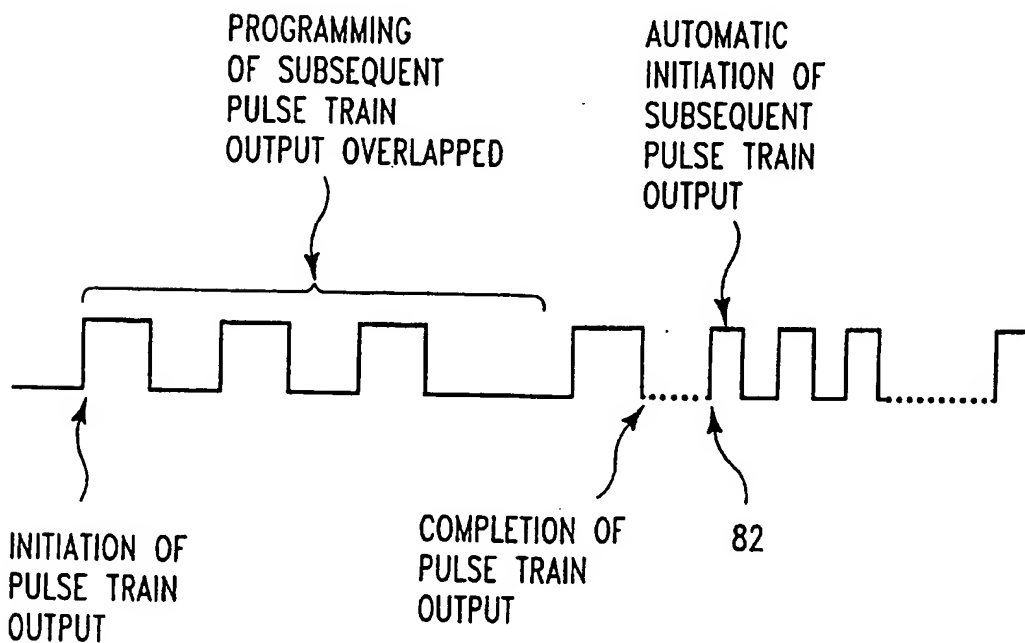 PROGRAMMING
OF SUBSEQUENT
PULSE TRAIN
OUTPUT OVERLAPPED
AUTOMATIC
INITIATION OF
SUBSEQUENT
PULSE TRAIN
OUTPUT
INITIATION OF
PULSE TRAIN
OUTPUT
COMPLETION OF
PULSE TRAIN
OUTPUT
82